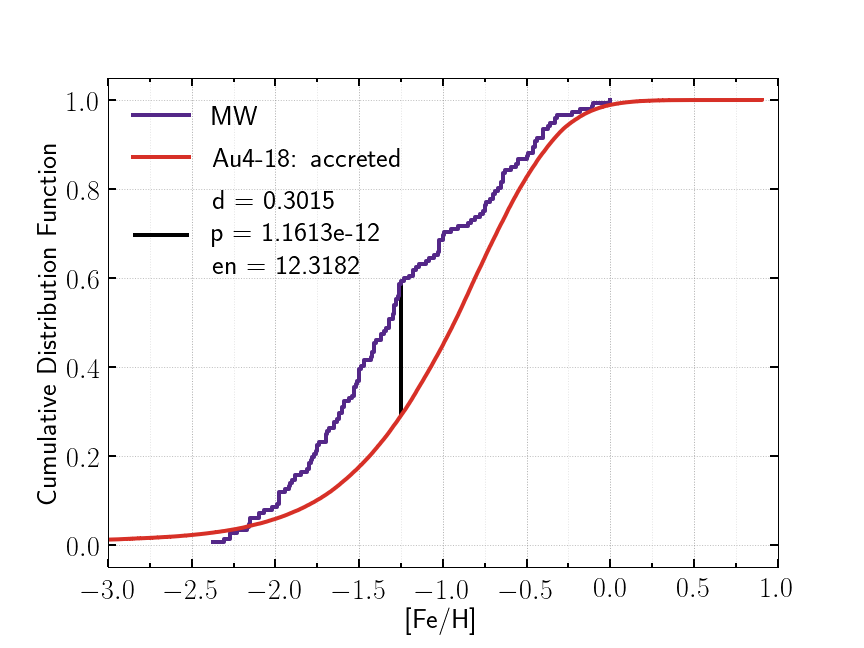 MW
Au4-18: accreted
d = 0.3015
p = 1.1613e-12
en = 12.3182
Cumulative Distribution Function
1.0
0.8
0.6
0.4
0.2
0.0
−3.0 −2.5 −2.0 −1.5 −1.0 −0.5 0.0 0.5 1.0
[Fe/H]